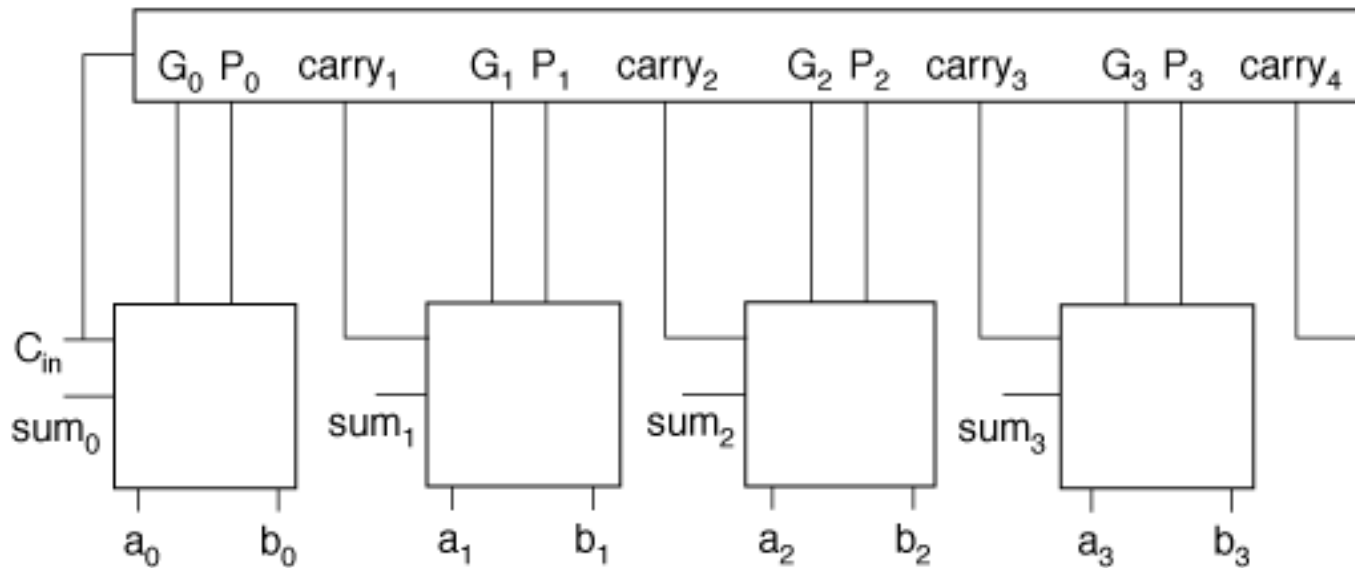 G₀ P₀ carry₁ G₁ P₁ carry₂ G₂ P₂ carry₃ G₃ P₃ carry₄
Cᵢₙ
sum₀ sum₁ sum₂ sum₃
a₀ b₀ a₁ b₁ a₂ b₂ a₃ b₃